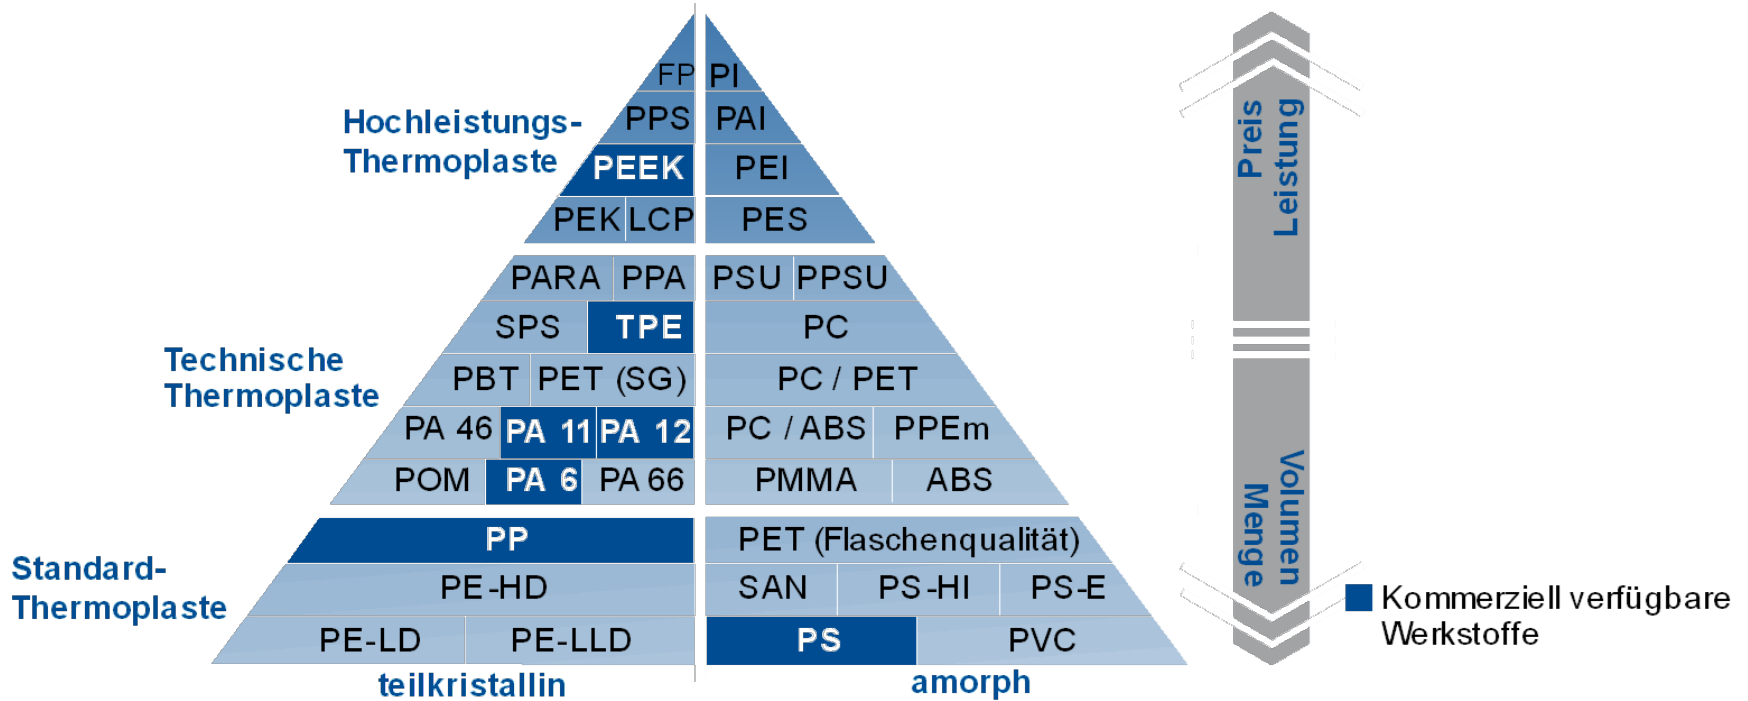 FP PI
Hochleistungs-
Thermoplaste
PPS PAI
PEEK PEI
PEK LCP PES
PARA PPA PSU PPSU
SPS TPE PC
Technische
Thermoplaste
PBT PET (SG) PC / PET
PA 46 PA 11 PA 12 PC / ABS PPEm
POM PA 6 PA 66 PMMA ABS
Standard-
Thermoplaste
PP PET (Flaschenqualität)
PE-HD SAN PS-HI PS-E
PE-LD PE-LLD PS PVC
teilkristallin
amorph
Preis
Leistung
Volumen
Menge
Kommerziell verfügbare
Werkstoffe